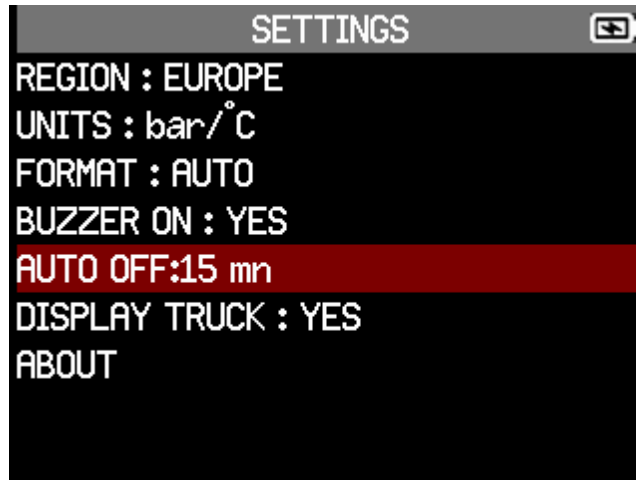 SETTINGS
REGION : EUROPE
UNITS : bar/°C
FORMAT : AUTO
BUZZER ON : YES
AUTO OFF:15 mn
DISPLAY TRUCK : YES
ABOUT